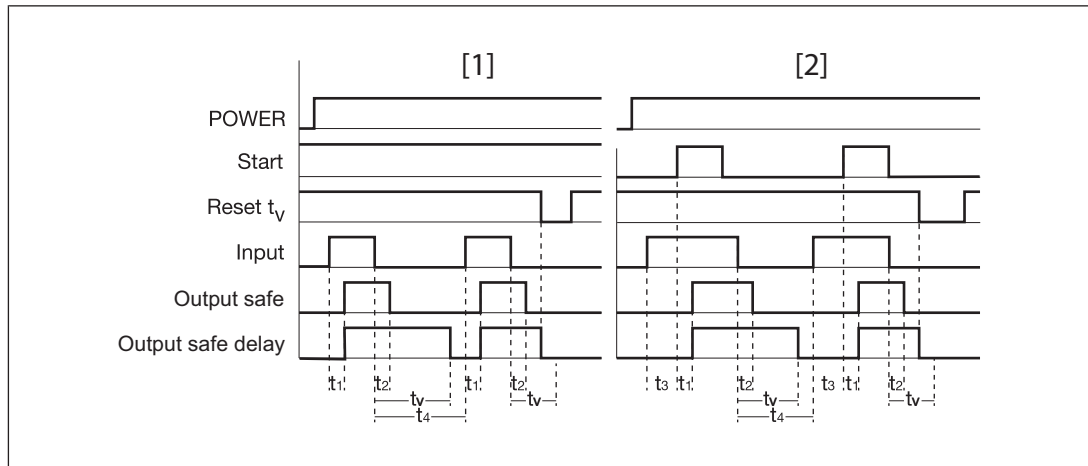 [1] [2]
POWER
Start
Reset tV
Input
Output safe
Output safe delay
t1 t2 t1 t2 t3 t1 t2 t3 t1 t2
tv tv tv tv
t4 t4